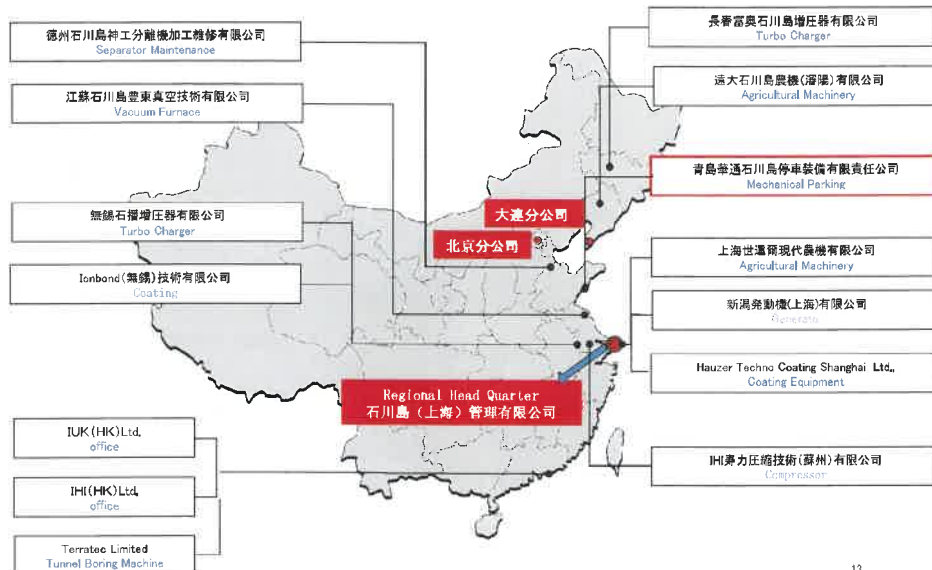 德州石川島神工分離機加工維修有限公司
Separator Maintenance
江蘇石川島豊東真空技術有限公司
Vacuum Furnace
無錫石播增圧器有限公司
Turbo Charger
Ionbond(無錫)技術有限公司
Coating
IUK(HK)Ltd.
office
IHI(HK)Ltd.
office
Terratec Limited
Tunnel Boring Machine
大連分公司
北京分公司
Regional Head Quarter
石川島（上海）管理有限公司
長春富奥石川島增圧器有限公司
Turbo Charger
遠大石川島農機(瀋陽)有限公司
Agricultural Machinery
青島華通石川島停車装備有限責任公司
Mechanical Parking
上海世達爾現代農機有限公司
Agricultural Machinery
新潟発動機(上海)有限公司
Generato
Hauzer Techno Coating Shanghai Ltd.,
Coating Equipment
IHI寿力圧縮技術(蘇州)有限公司
Compressor
13